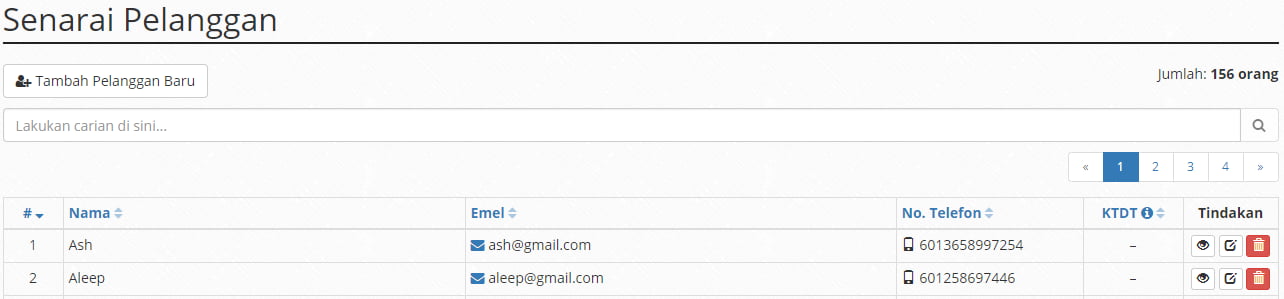 Senarai Pelanggan
Tambah Pelanggan Baru
Jumlah: 156 orang
Lakukan carian di sini...
« 1 2 3 4 »
# Nama Emel No. Telefon KTDT Tindakan
1 Ash ash@gmail.com 6013658997254 –
2 Aleep aleep@gmail.com 601258697446 –